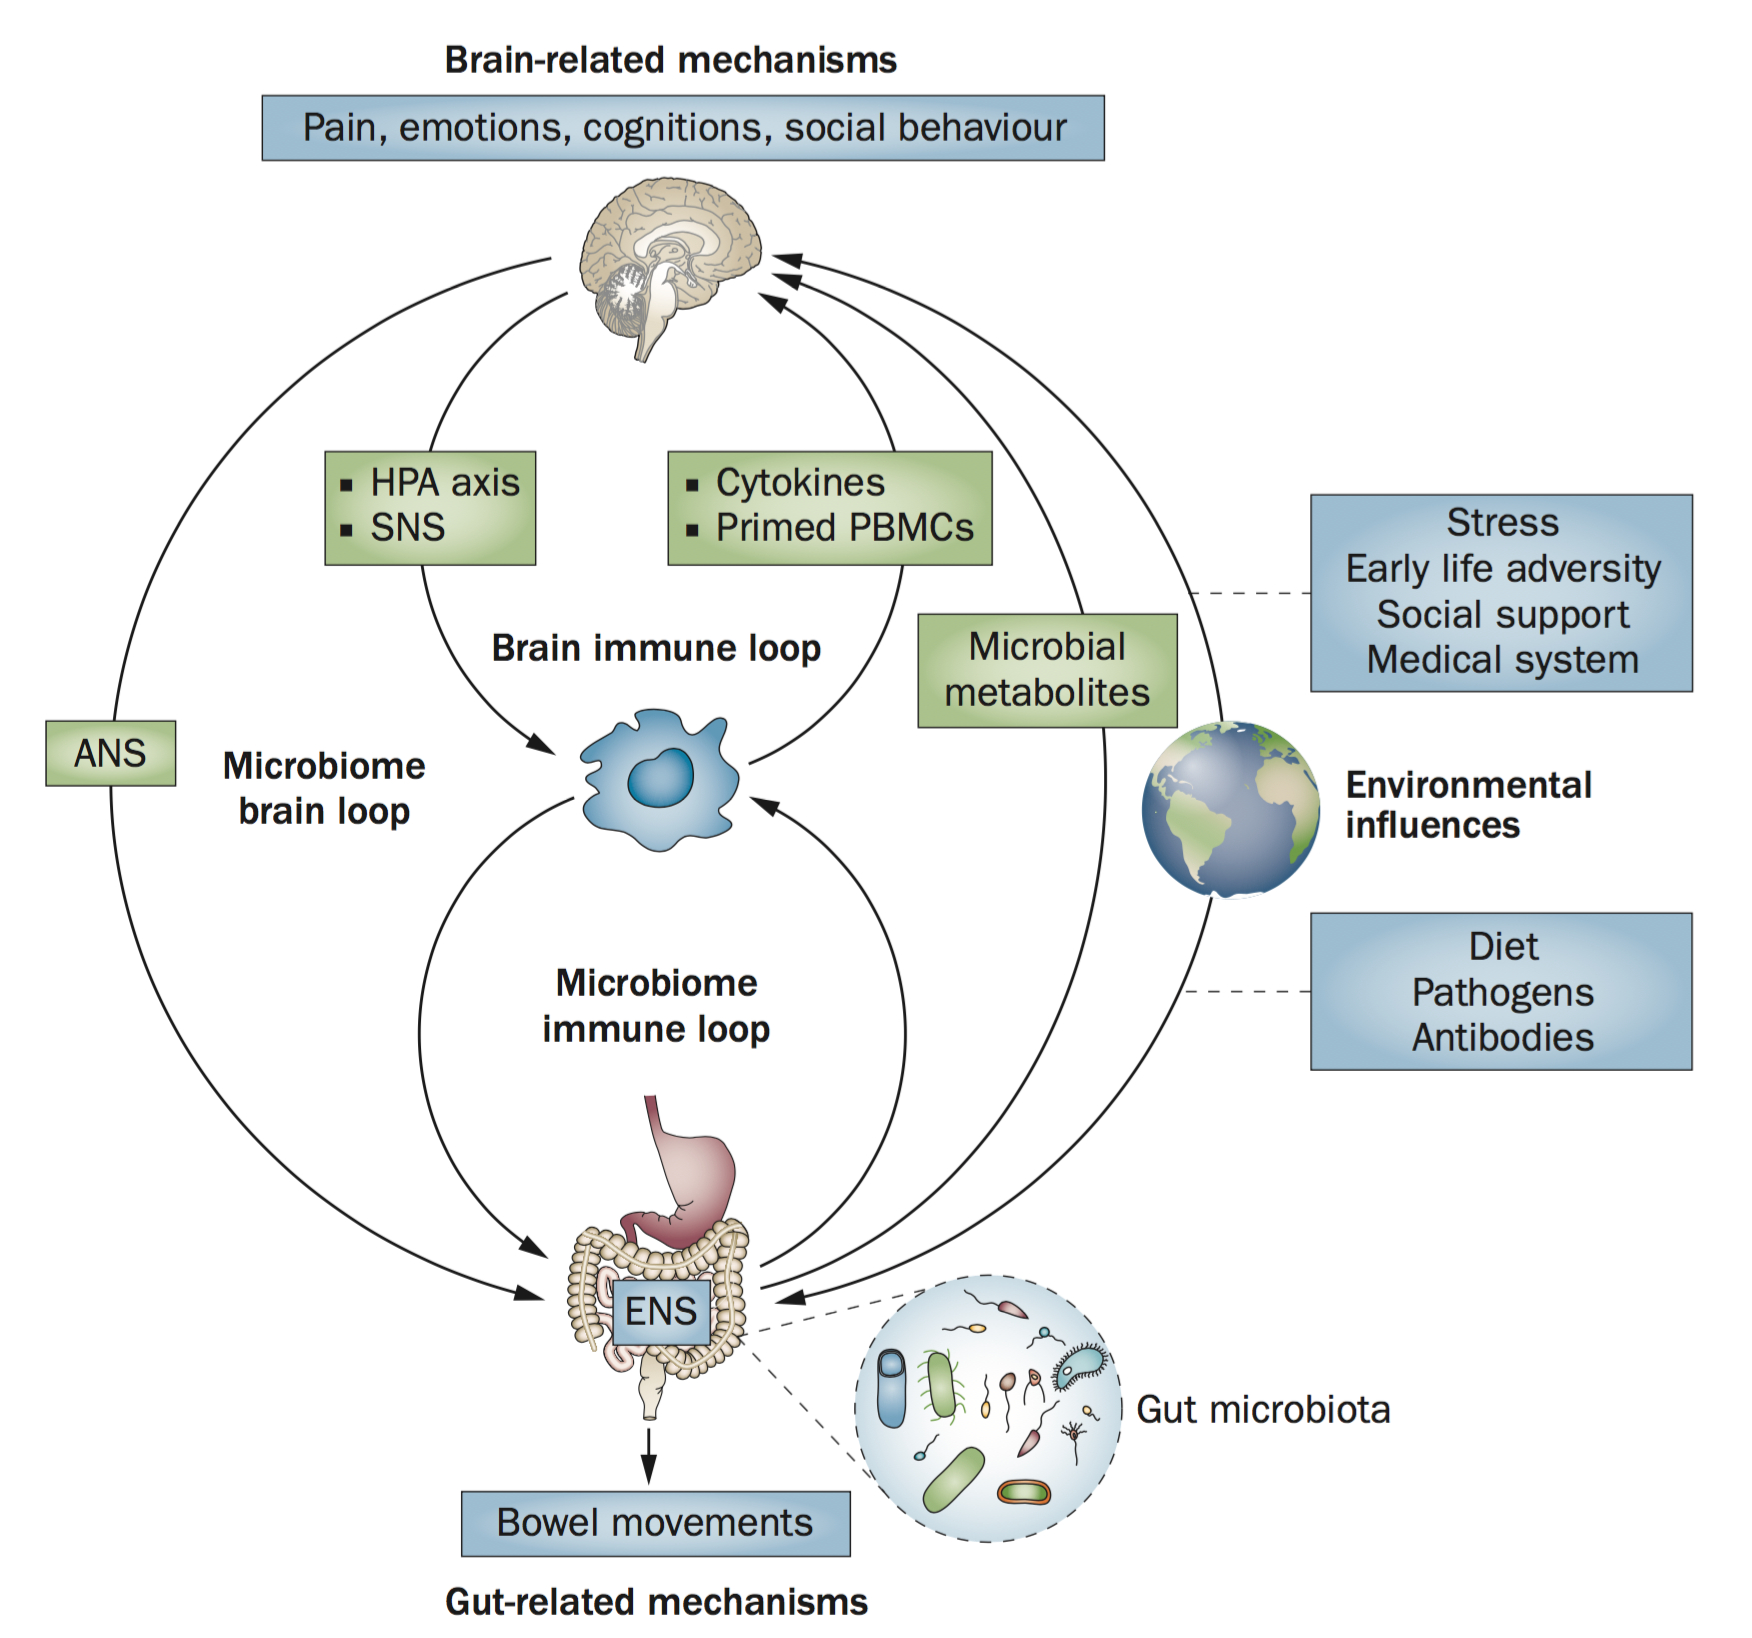 Brain-related mechanisms
Pain, emotions, cognitions, social behaviour
▪ HPA axis
▪ SNS
▪ Cytokines
▪ Primed PBMCs
Stress
Early life adversity
Social support
Medical system
Brain immune loop
Microbial
metabolites
ANS
Microbiome
brain loop
Environmental
influences
Microbiome
immune loop
Diet
Pathogens
Antibodies
ENS
Gut microbiota
Bowel movements
Gut-related mechanisms